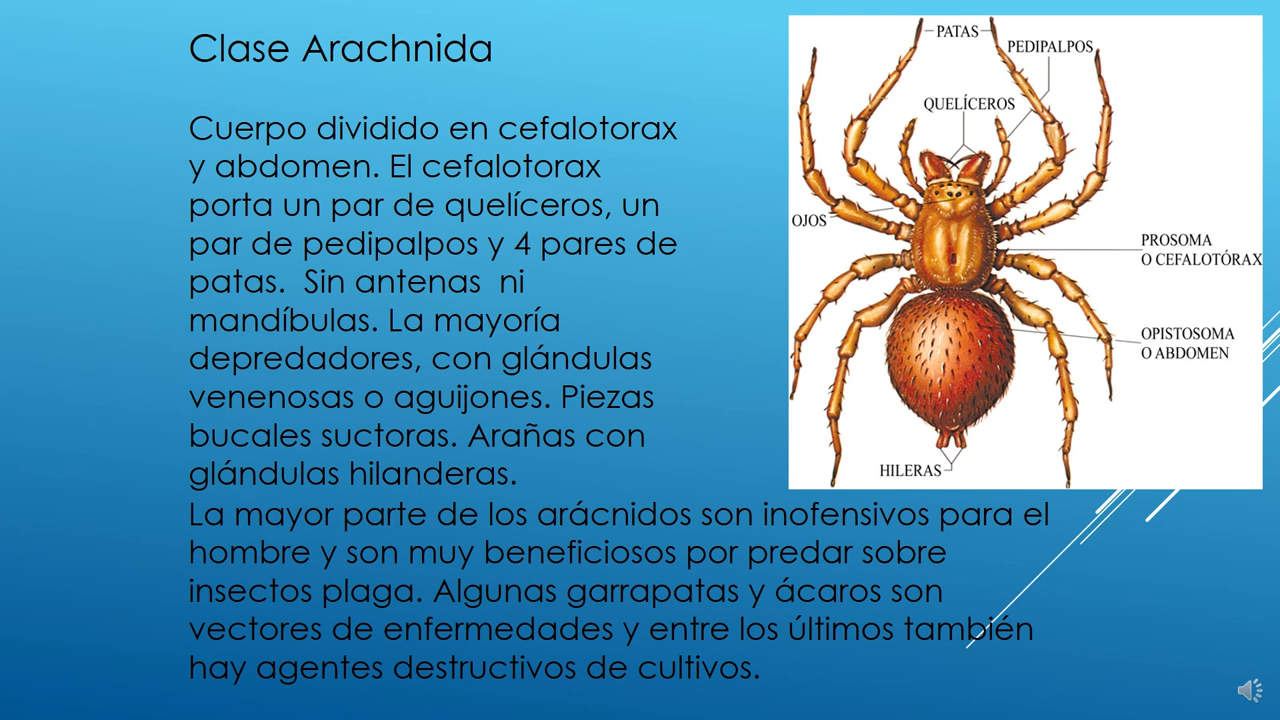 Clase Arachnida
Cuerpo dividido en cefalotorax
y abdomen. El cefalotorax
porta un par de quelíceros, un
par de pedipalpos y 4 pares de
patas.  Sin antenas  ni
mandíbulas. La mayoría
depredadores, con glándulas
venenosas o aguijones. Piezas
bucales suctoras. Arañas con
glándulas hilanderas.
La mayor parte de los arácnidos son inofensivos para el
hombre y son muy beneficiosos por predar sobre
insectos plaga. Algunas garrapatas y ácaros son
vectores de enfermedades y entre los últimos también
hay agentes destructivos de cultivos.
PATAS
PEDIPALPOS
QUELÍCEROS
OJOS
PROSOMA
O CEFALOTÓRAX
OPISTOSOMA
O ABDOMEN
HILERAS